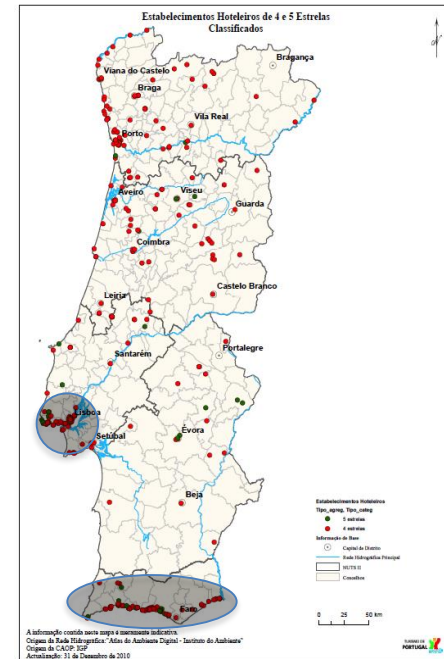 Estabelecimentos Hoteleiros de 4 e 5 Estrelas
Classificados
N
Bragança
Viana do Castelo
Braga
Vila Real
Porto
Aveiro
Viseu
Guarda
Coimbra
Leiria
Castelo Branco
Santarém
Portalegre
Lisboa
Setúbal
Évora
Beja
Faro
Estabelecimentos Hoteleiros
Tipo_agreg, Tipo_categ
5 estrelas
4 estrelas
Informação de Base
Capital de Distrito
Rede Hidrográfica Principal
NUTS II
Concelhos
0 25 50 km
A informação contida neste mapa é meramente indicativa.
Origem da Rede Hidrográfica: "Atlas do Ambiente Digital - Instituto do Ambiente"
Origem da CAOP: IGP
Actualização: 31 de Dezembro de 2010
TURISMO DE
PORTUGAL